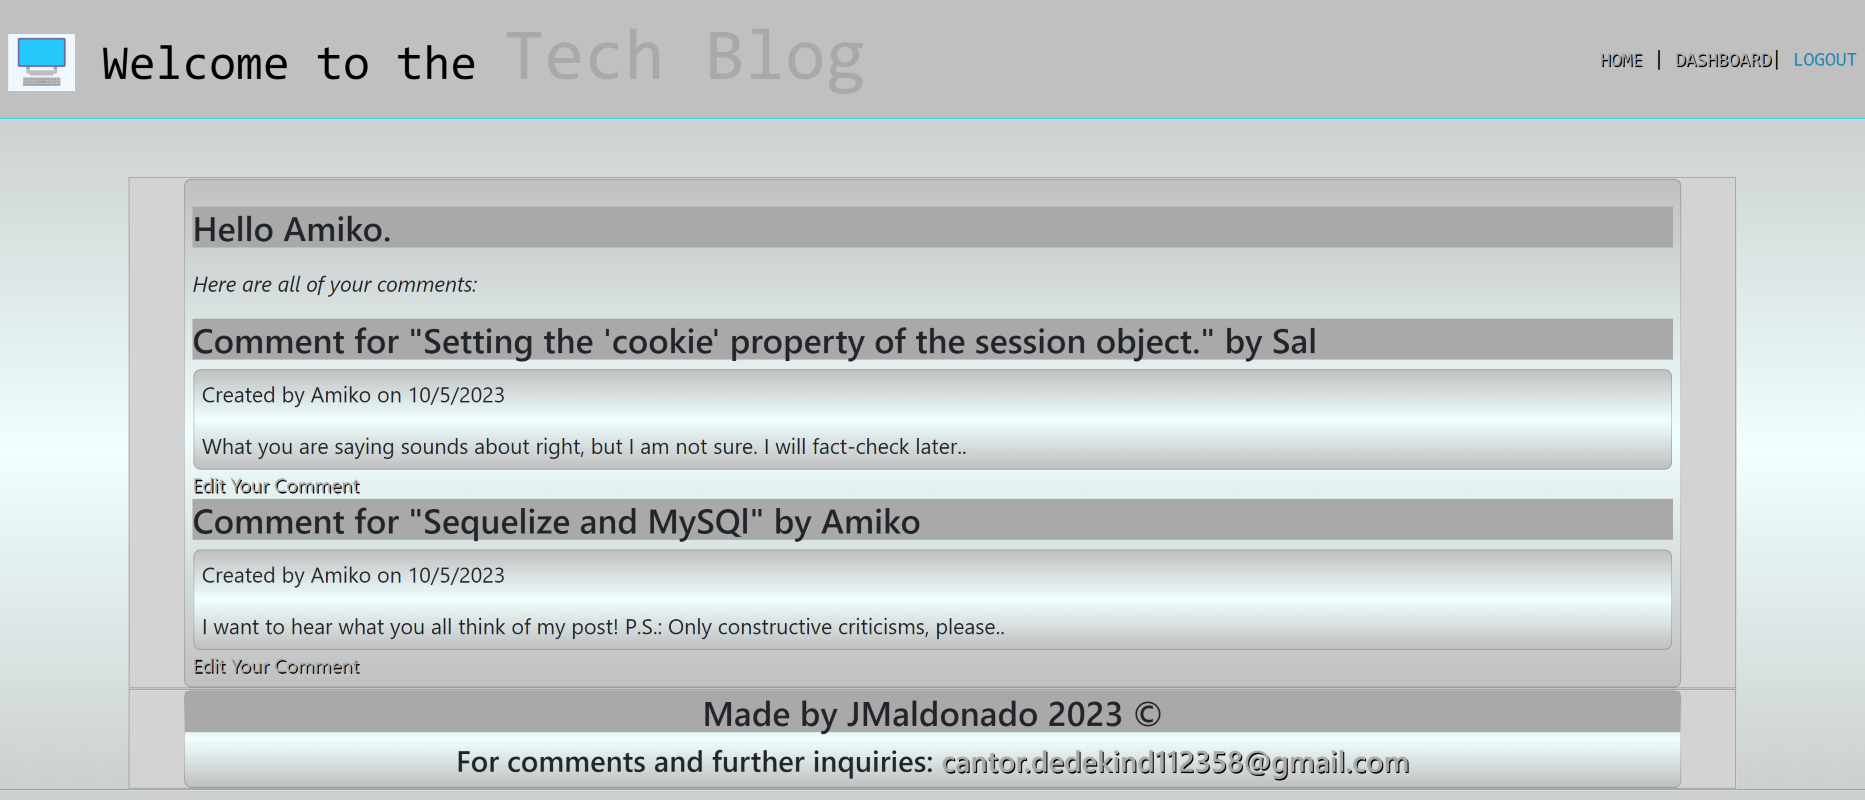 Welcome to the Tech Blog
HOME | DASHBOARD| LOGOUT
Hello Amiko.
Here are all of your comments:
Comment for "Setting the 'cookie' property of the session object." by Sal
Created by Amiko on 10/5/2023
What you are saying sounds about right, but I am not sure. I will fact-check later..
Edit Your Comment
Comment for "Sequelize and MySQl" by Amiko
Created by Amiko on 10/5/2023
I want to hear what you all think of my post! P.S.: Only constructive criticisms, please..
Edit Your Comment
Made by JMaldonado 2023 ©
For comments and further inquiries: cantor.dedekind112358@gmail.com